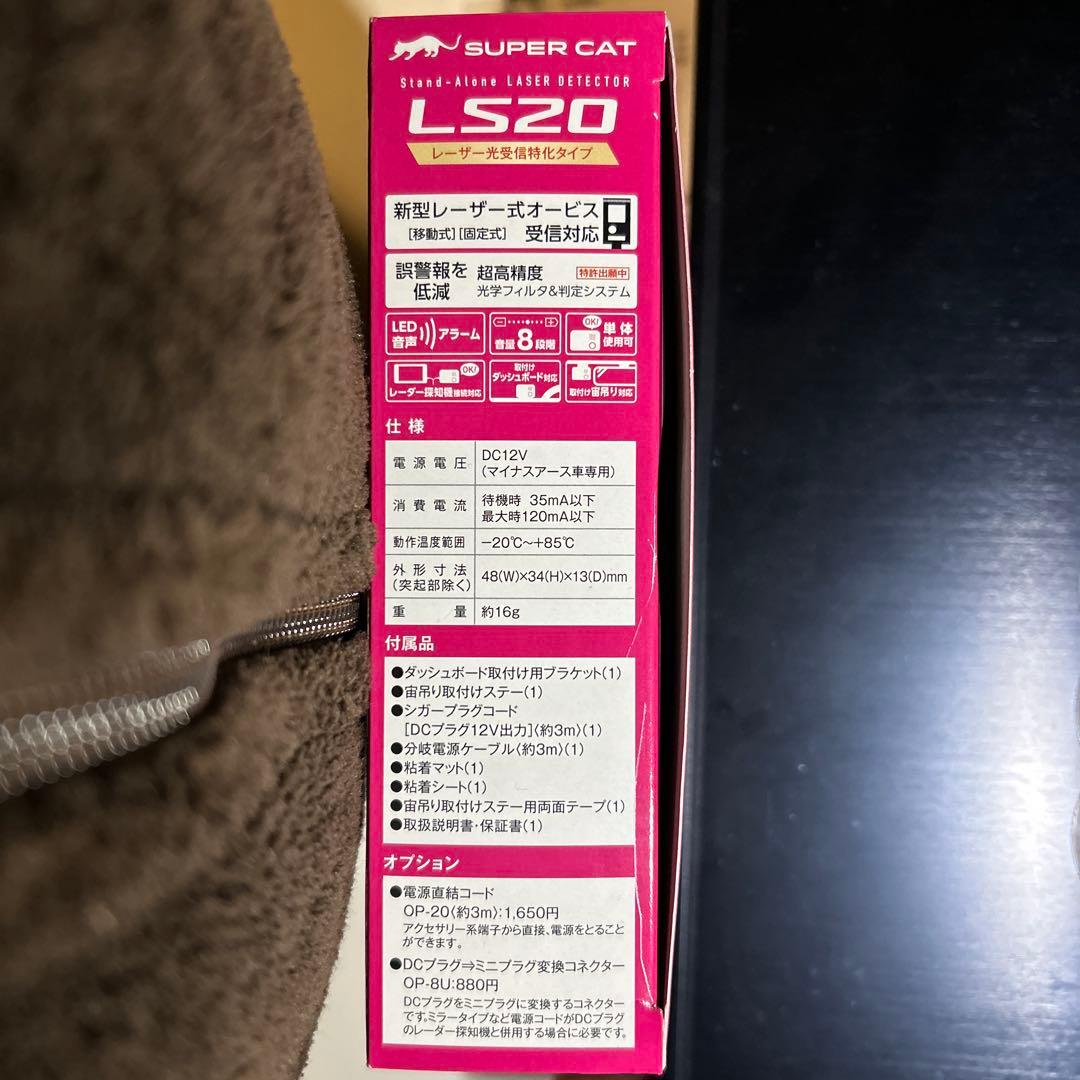 SUPER CAT
Stand-Alone LASER DETECTOR
LS20
レーザー光受信特化タイプ
新型レーザー式オービス
[移動式][固定式] 受信対応
誤警報を
低減
超高精度 特許出願中
光学フィルタ&判定システム
LED
音声
アラーム
音量8段階
OK!
単体
使用可
OK!
レーダー探知機接続対応
取付け
ダッシュボード対応
取付け宙吊り対応
仕様
電源電圧 DC12V
(マイナスアース車専用)
消費電流 待機時 35mA以下
最大時120mA以下
動作温度範囲 −20℃〜+85℃
外形寸法
(突起部除く) 48(W)×34(H)×13(D)mm
重量 約16g
付属品
●ダッシュボード取付け用ブラケット(1)
●宙吊り取付けステー(1)
●シガープラグコード
[DCプラグ12V出力]〈約3m〉(1)
●分岐電源ケーブル〈約3m〉(1)
●粘着マット(1)
●粘着シート(1)
●宙吊り取付けステー用両面テープ(1)
●取扱説明書・保証書(1)
オプション
●電源直結コード
OP-20〈約3m〉:1,650円
アクセサリー系端子から直接、電源をとること
ができます。
●DCプラグ⇒ミニプラグ変換コネクター
OP-8U:880円
DCプラグをミニプラグに変換するコネクター
です。ミラータイプなど電源コードがDCプラグ
のレーダー探知機と併用する場合に必要です。